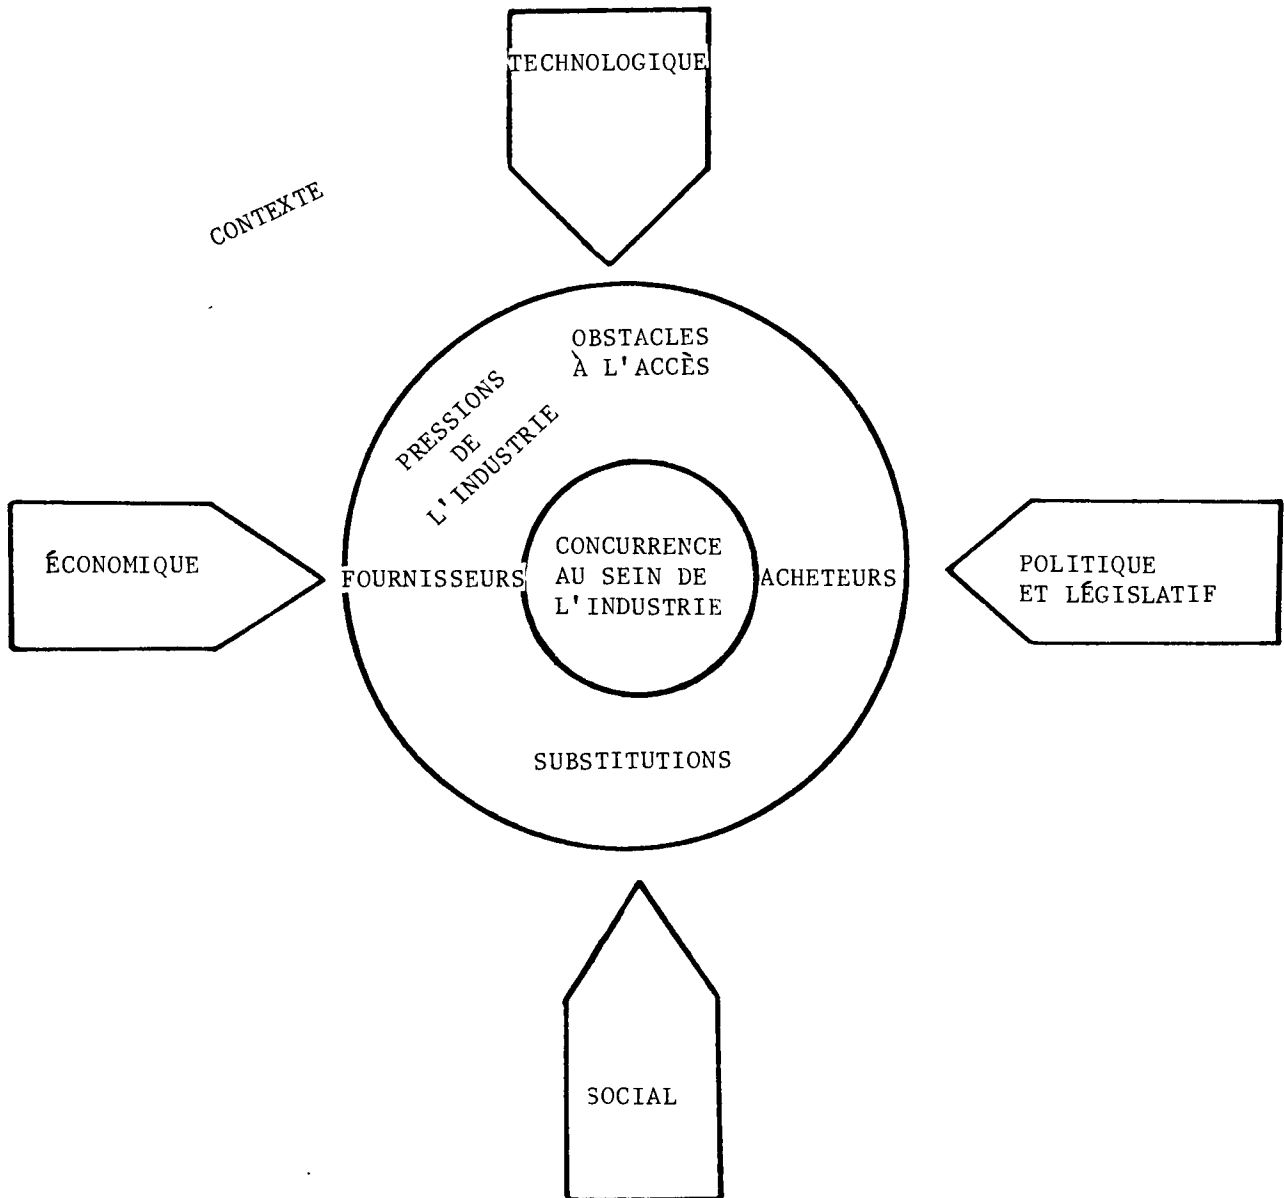 TECHNOLOGIQUE
CONTEXTE
OBSTACLES
À L'ACCÈS
PRESSIONS
DE
L'INDUSTRIE
ÉCONOMIQUE
FOURNISSEURS
CONCURRENCE
AU SEIN DE
L'INDUSTRIE
ACHETEURS
POLITIQUE
ET LÉGISLATIF
SUBSTITUTIONS
SOCIAL